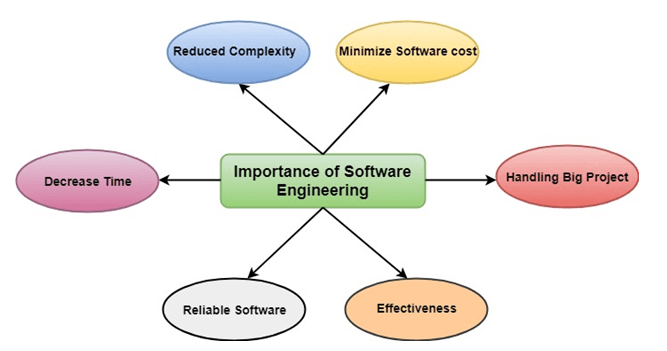 Reduced Complexity
Minimize Software cost
Decrease Time
Importance of Software
Engineering
Handling Big Project
Reliable Software
Effectiveness